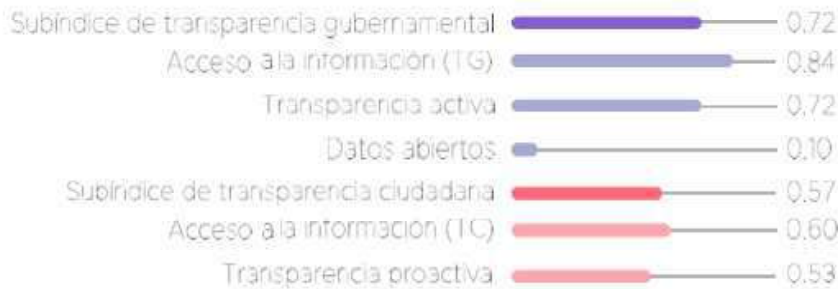 Subíndice de transparencia gubernamental 0.72
Acceso a la información (TG) 0.84
Transparencia activa 0.72
Datos abiertos 0.10
Subíndice de transparencia ciudadana 0.57
Acceso a la información (TC) 0.60
Transparencia proactiva 0.53